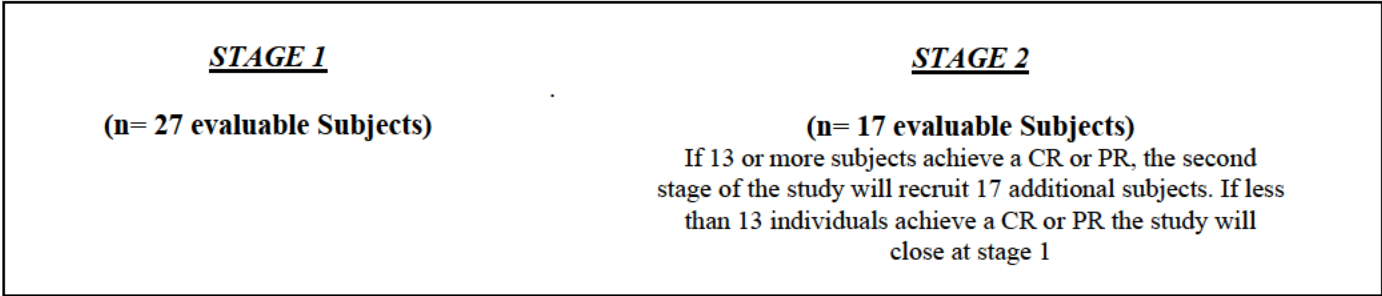 STAGE 1
(n= 27 evaluable Subjects)
STAGE 2
(n= 17 evaluable Subjects)
If 13 or more subjects achieve a CR or PR, the second
stage of the study will recruit 17 additional subjects. If less
than 13 individuals achieve a CR or PR the study will
close at stage 1